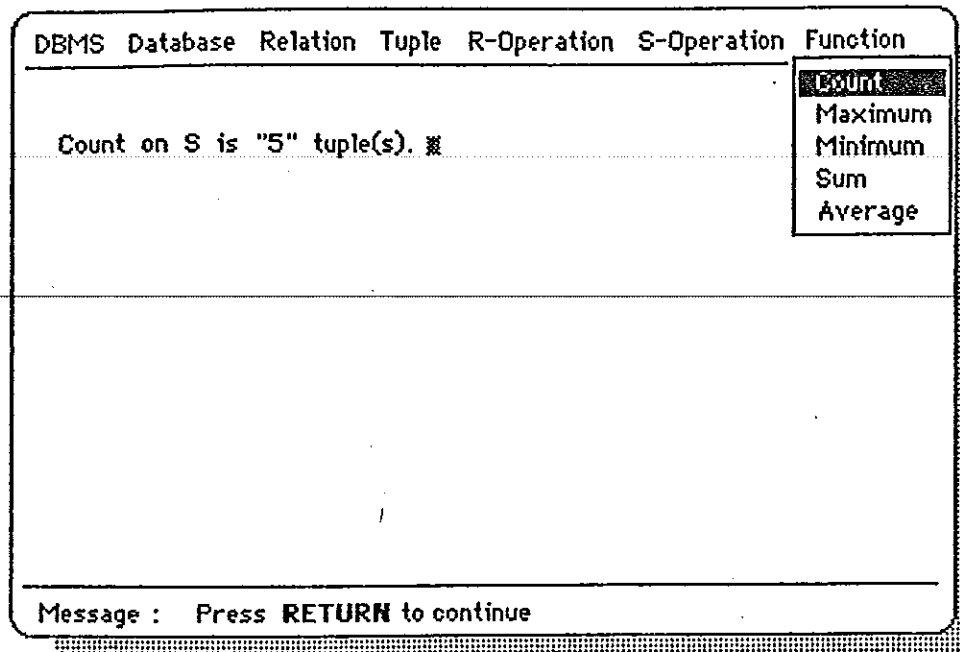 DBMS Database Relation Tuple R-Operation S-Operation Function
Count
Maximum
Count on S is "5" tuple(s).
Minimum
Sum
Average
Message : Press RETURN to continue